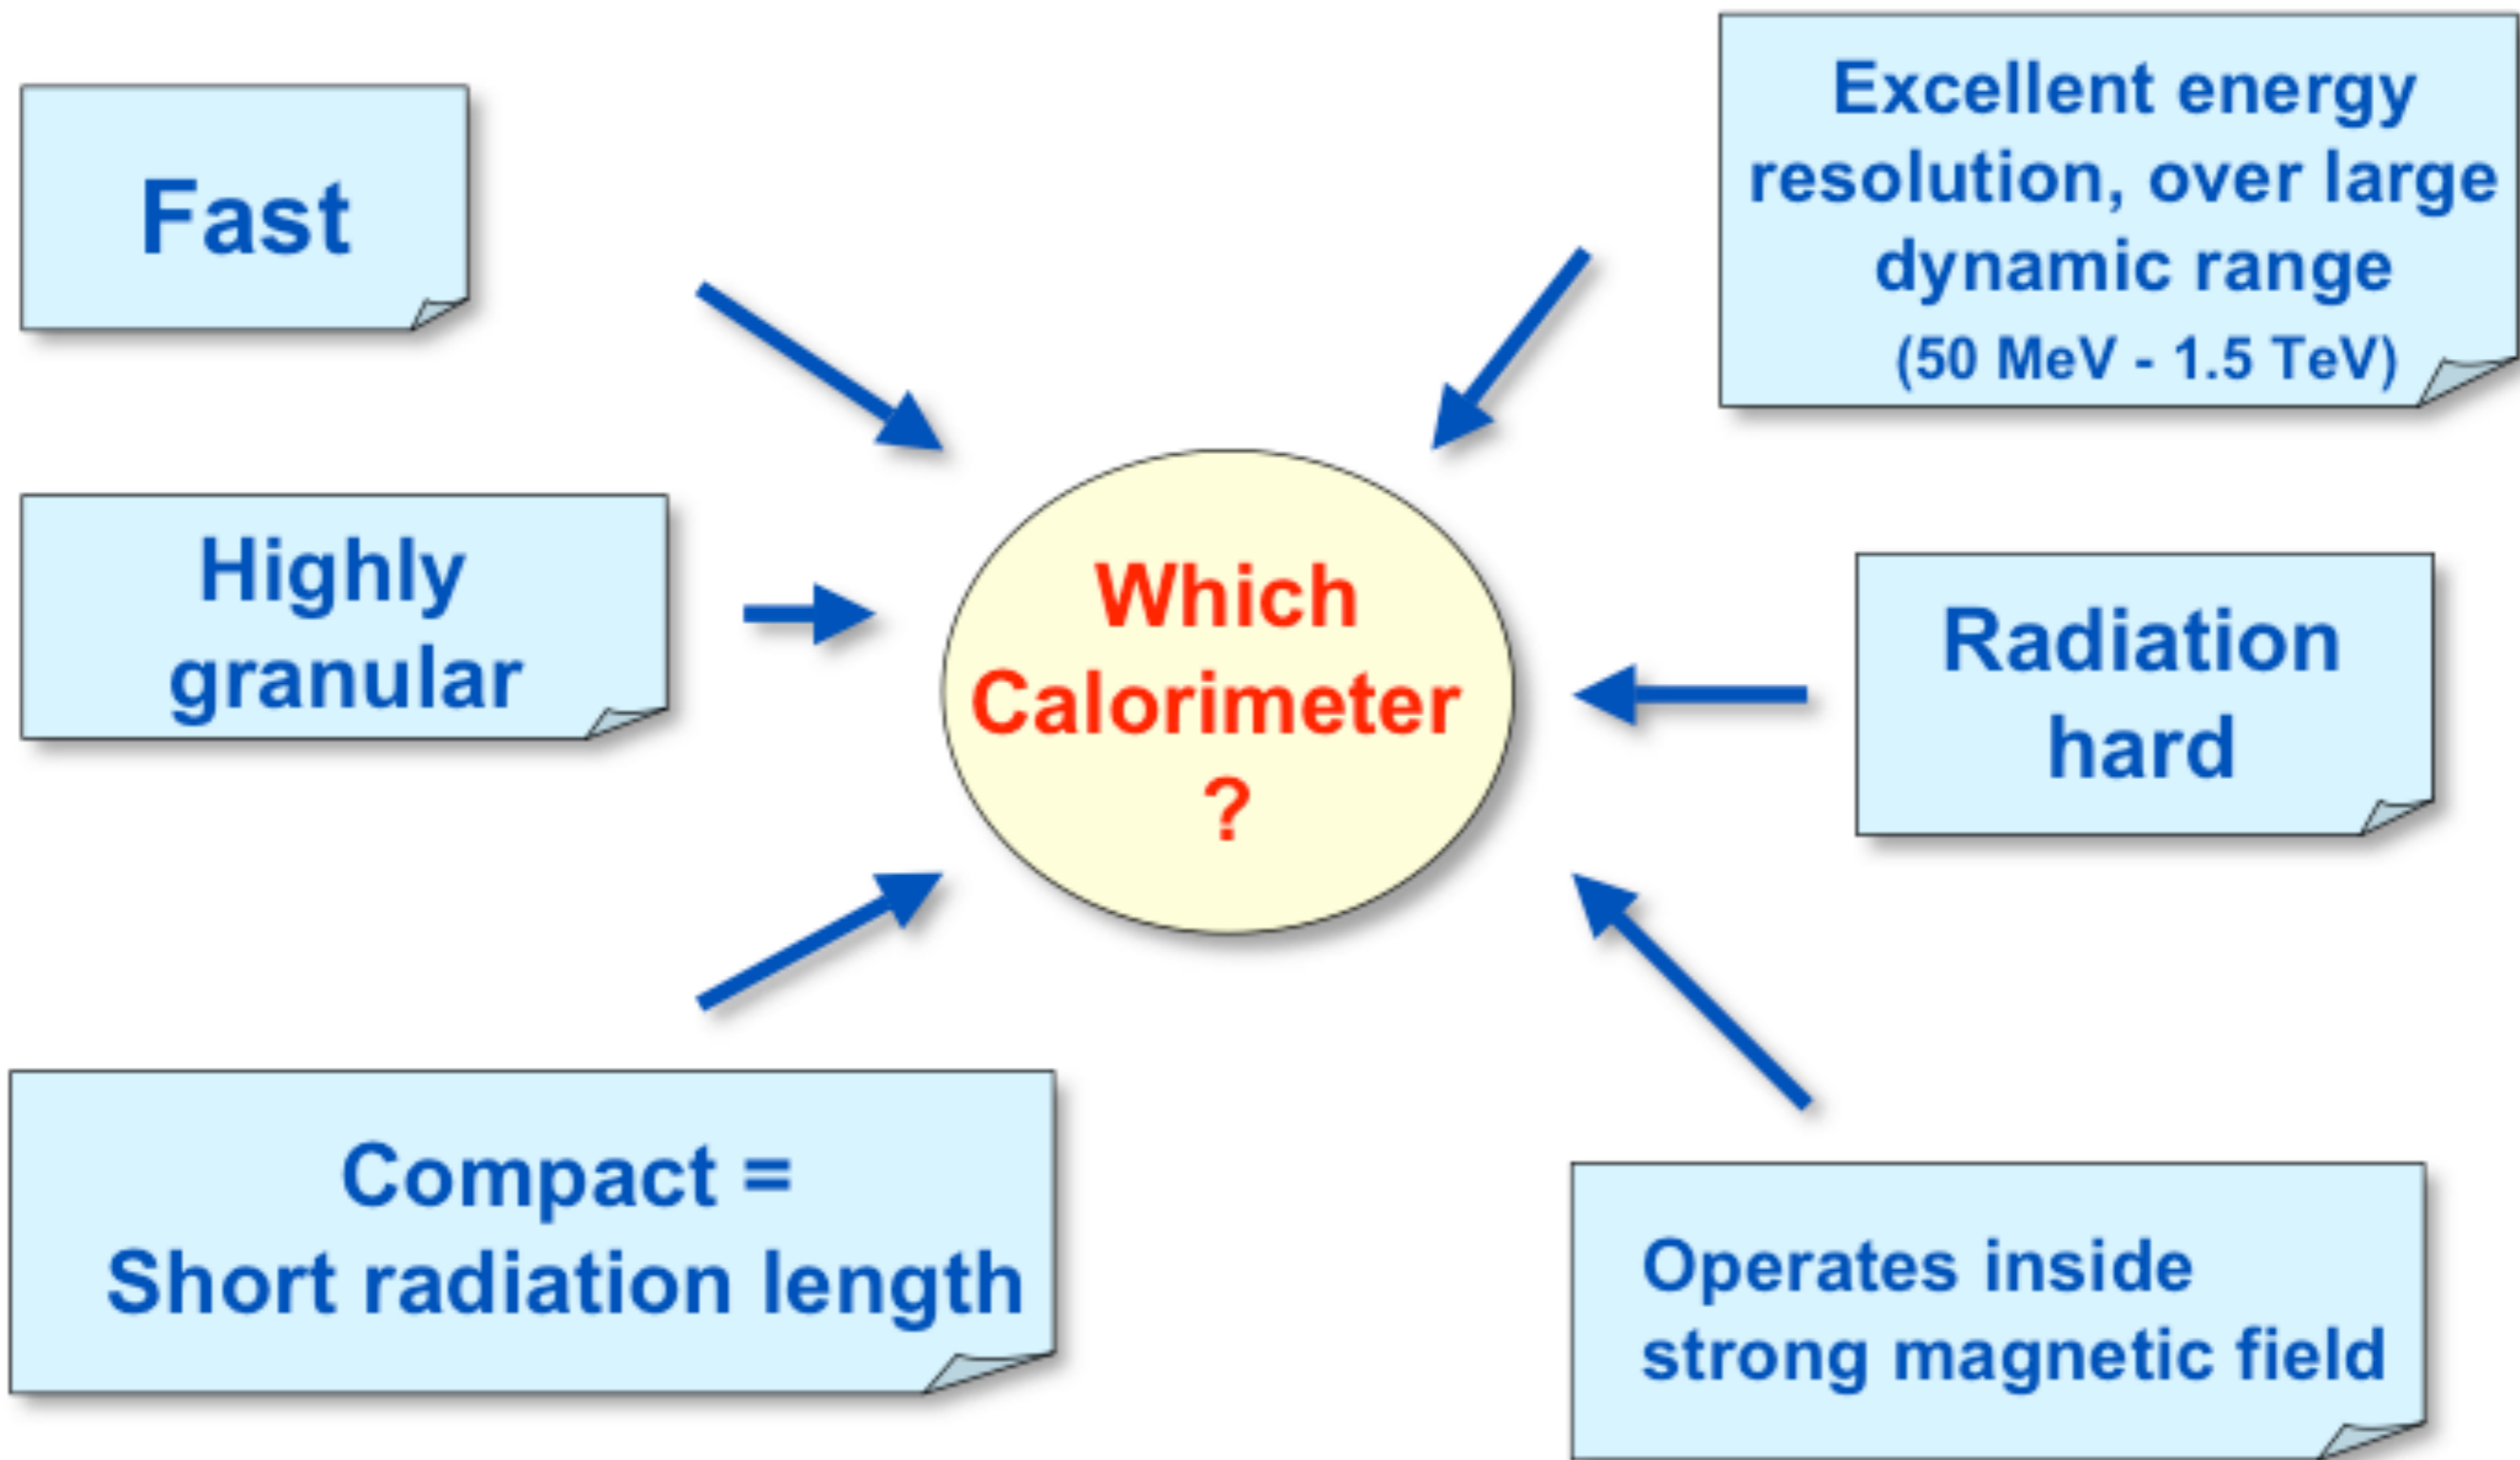 Fast
Excellent energy
resolution, over large
dynamic range
(50 MeV - 1.5 TeV)
Highly
granular
Which
Calorimeter
?
Radiation
hard
Compact =
Short radiation length
Operates inside
strong magnetic field